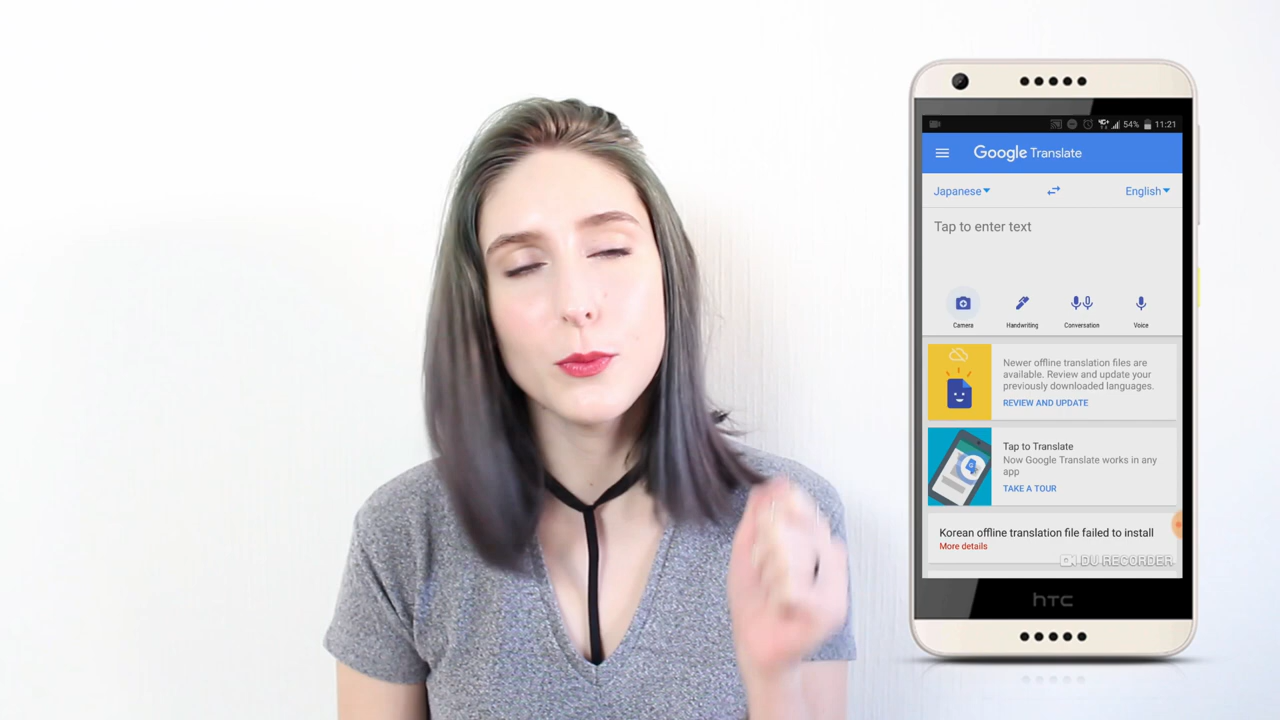 54% 11:21
Google Translate
Japanese English
Tap to enter text
Camera Handwriting Conversation Voice
Newer offline translation files are
available. Review and update your
previously downloaded languages.
REVIEW AND UPDATE
Tap to Translate
Now Google Translate works in any
app
TAKE A TOUR
Korean offline translation file failed to install
More details
DU RECORDER
hTC